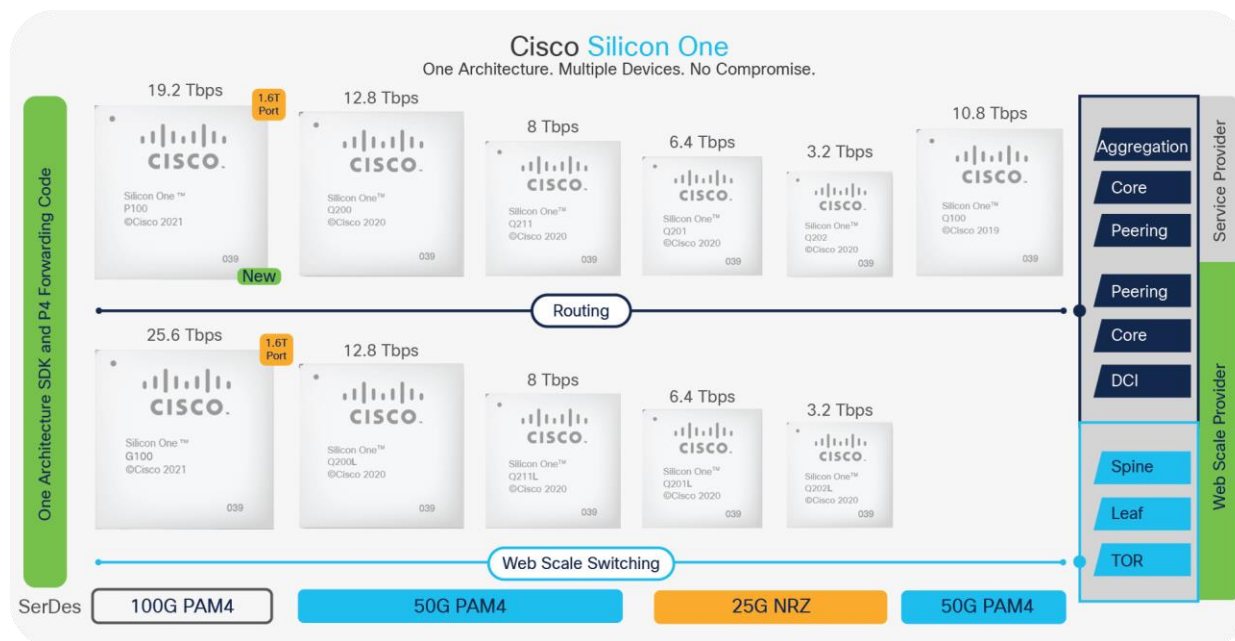 Cisco Silicon One
One Architecture. Multiple Devices. No Compromise.
One Architecture SDK and P4 Forwarding Code
19.2 Tbps
1.6T
Port
CISCO.
Silicon One ™
P100
©Cisco 2021
039
New
12.8 Tbps
CISCO.
Silicon One™
Q200
©Cisco 2020
039
8 Tbps
CISCO.
Silicon One™
Q211
©Cisco 2020
039
6.4 Tbps
CISCO.
Silicon One™
Q201
©Cisco 2020
039
3.2 Tbps
CISCO.
Silicon One™
Q202
©Cisco 2020
039
10.8 Tbps
CISCO.
Silicon One™
Q100
©Cisco 2019
039
Routing
25.6 Tbps
1.6T
Port
CISCO.
Silicon One ™
G100
©Cisco 2021
039
12.8 Tbps
CISCO.
Silicon One™
Q200L
©Cisco 2020
039
8 Tbps
CISCO.
Silicon One™
Q211L
©Cisco 2020
039
6.4 Tbps
CISCO.
Silicon One™
Q201L
©Cisco 2020
039
3.2 Tbps
CISCO.
Silicon One™
Q202L
©Cisco 2020
039
Web Scale Switching
Aggregation
Core
Peering
Service Provider
Peering
Core
DCI
Spine
Leaf
TOR
Web Scale Provider
SerDes
100G PAM4
50G PAM4
25G NRZ
50G PAM4